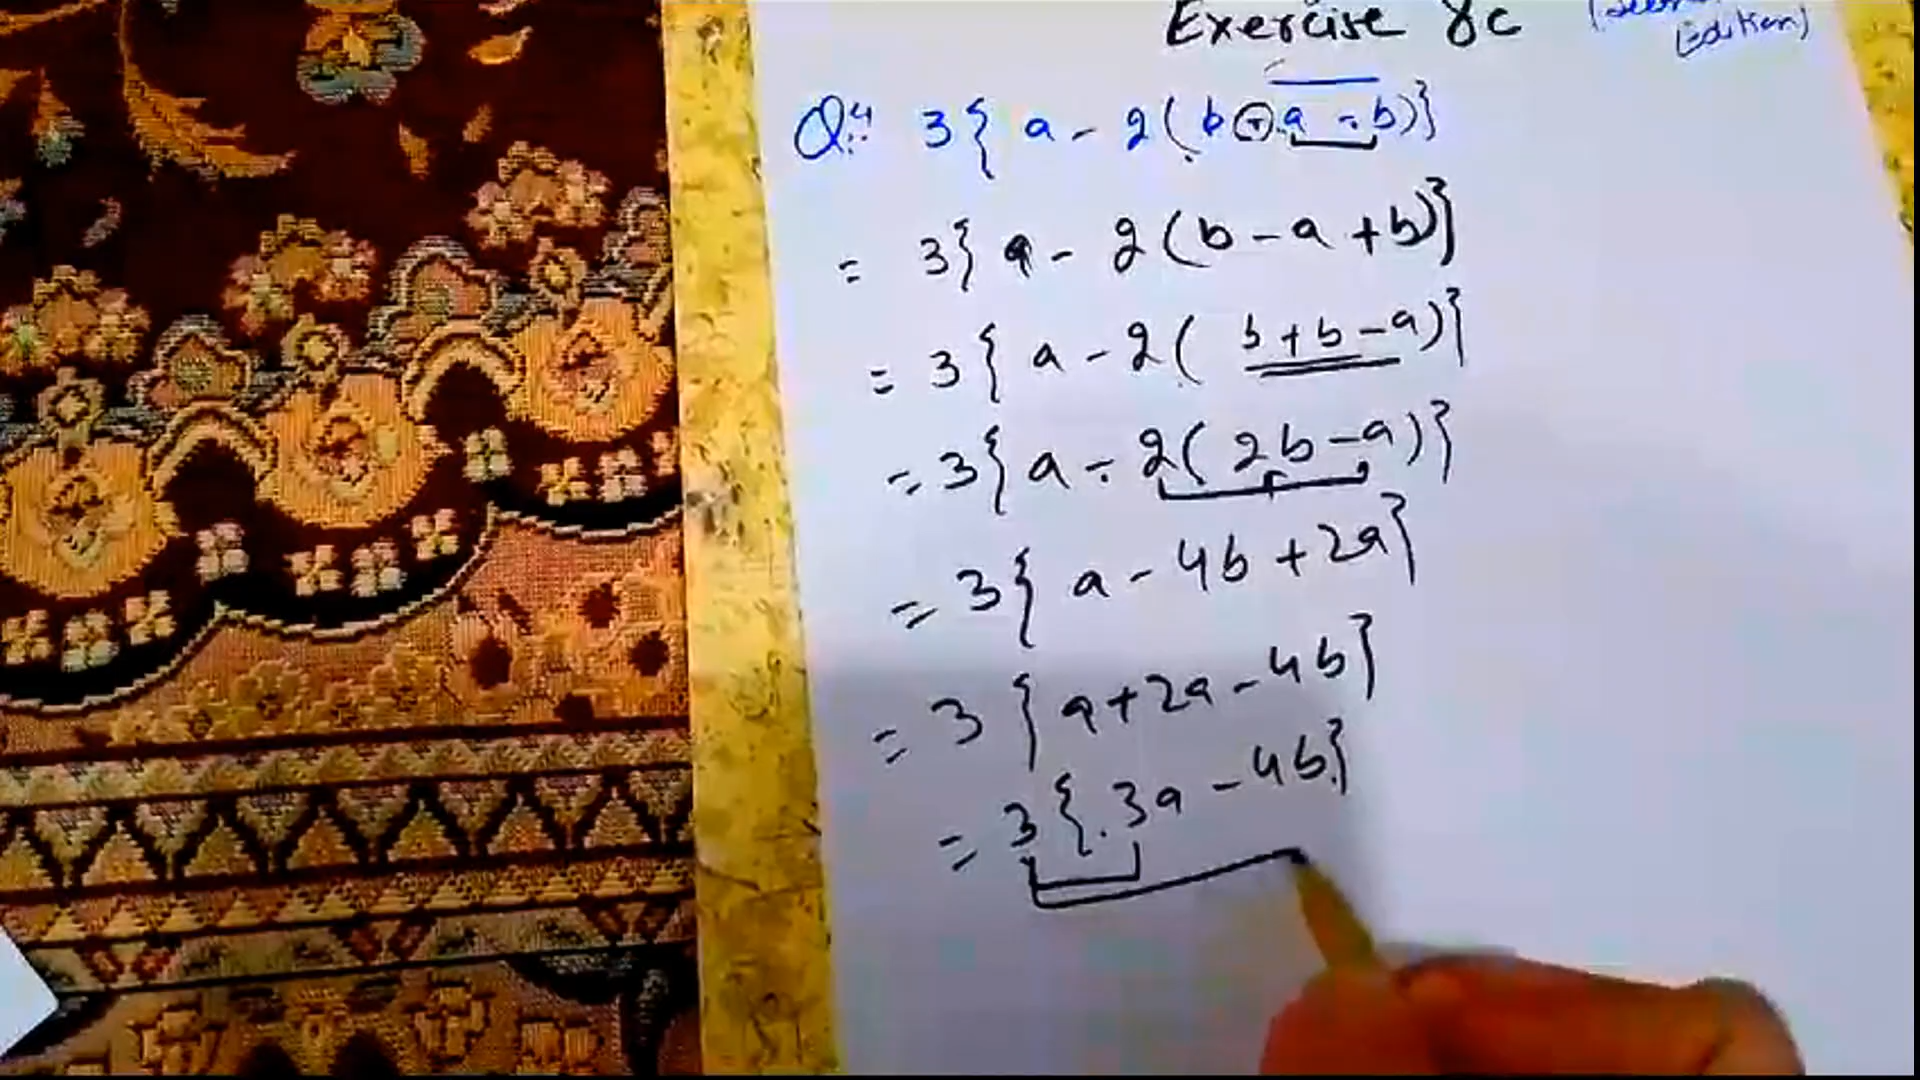 Exercise 8c
Edition)
Q4 3{ a - 2(b - a - b)}
= 3{ a - 2(b - a + b)}
= 3{ a - 2( b + b - a)}
= 3{ a - 2( 2b - a)}
= 3{ a - 4b + 2a}
= 3{ a + 2a - 4b}
= 3{ 3a - 4b}